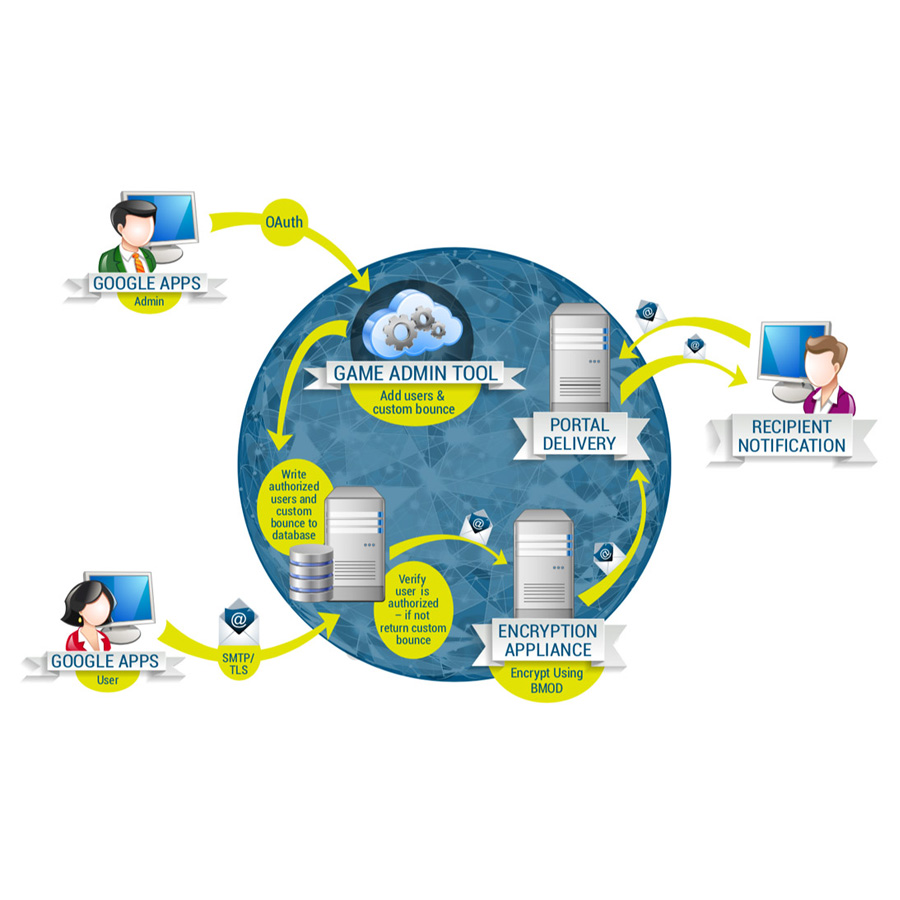 OAuth
GOOGLE APPS
Admin
GAME ADMIN TOOL
Add users &
custom bounce
PORTAL
DELIVERY
@
@
RECIPIENT
NOTIFICATION
Write
authorized
users and
custom
bounce to
database
@
@
Verify
user is
authorized
– if not
return custom
bounce
ENCRYPTION
APPLIANCE
Encrypt Using
BMOD
@
SMTP/
TLS
GOOGLE APPS
User